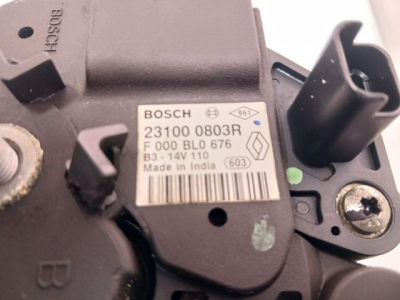 BOSCH
BOSCH 961
23100 0803R
F 000 BL0 676
B3 - 14V 110
Made in India 603
B